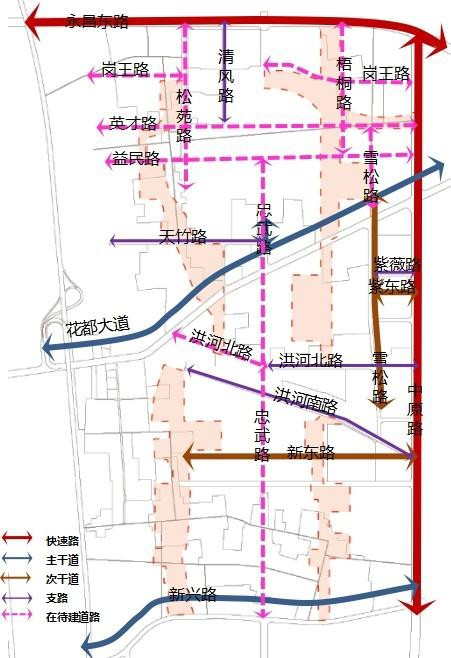 永昌东路
岗王路
清风路
梧桐路
岗王路
松苑路
英才路
益民路
雪松路
忠武路
天竹路
紫薇路
紫东路
花都大道
洪河北路
洪河北路
雪松路
洪河南路
中原路
忠武路
新东路
新兴路
快速路
主干道
次干道
支路
在待建道路